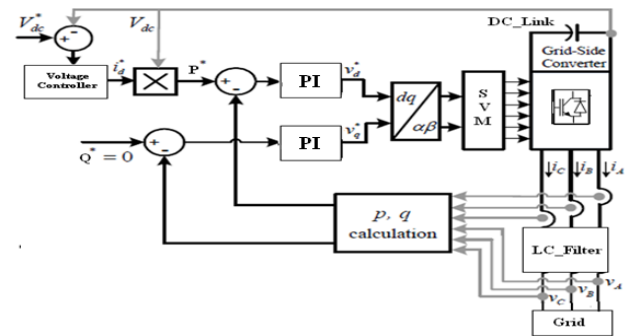 V*dc
Vdc
DC_Link
+ -
Voltage
Controller
i*d
P*
+ -
PI
v*d
dq
αβ
S
V
M
Grid-Side
Converter
Q* = 0
+ -
PI
v*q
iC
iB
iA
p, q
calculation
LC_Filter
vA
vB
vC
Grid